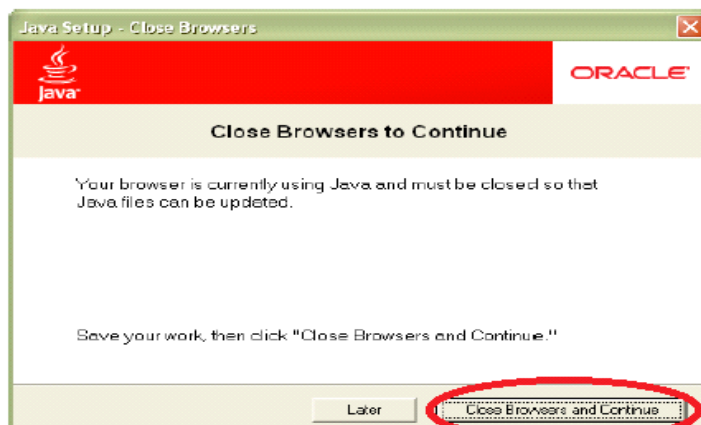 Java Setup - Close Browsers
Java
ORACLE
Close Browsers to Continue
Your browser is currently using Java and must be closed so that
Java files can be updated.
Save your work, then click "Close Browsers and Continue."
Later
Close Browsers and Continue